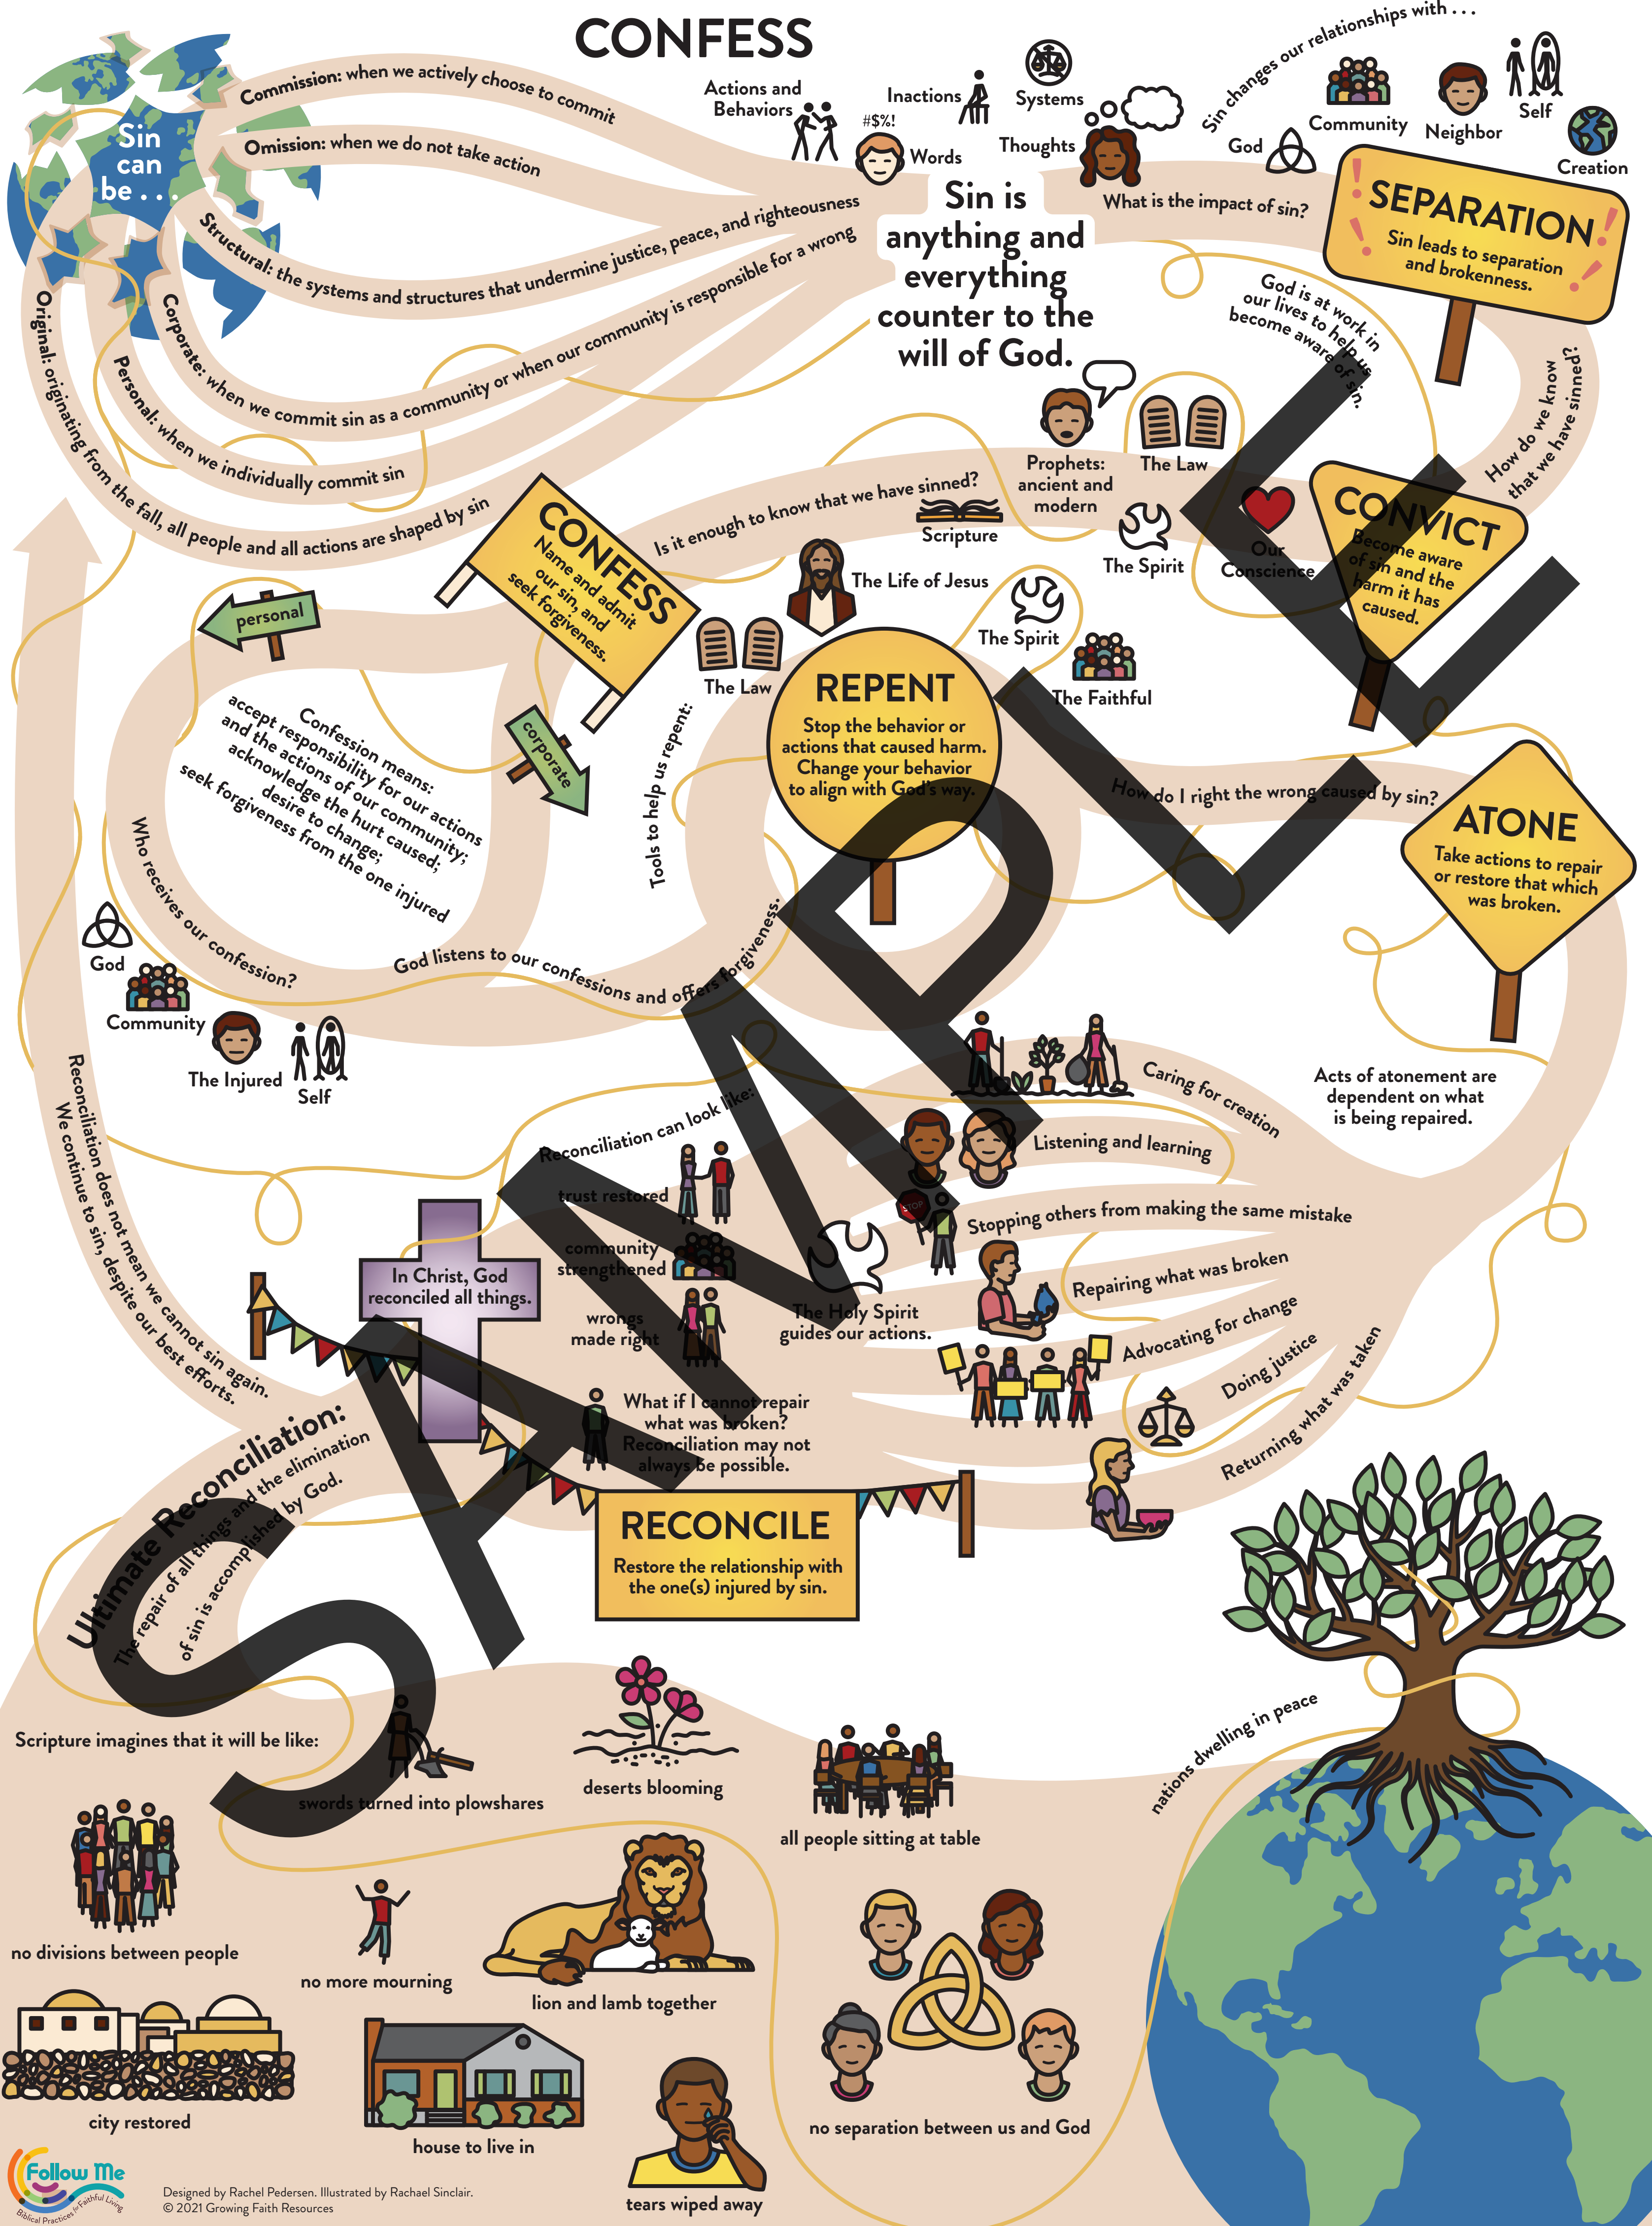 CONFESS
Sin
can
be . . .
Commission: when we actively choose to commit
Omission: when we do not take action
Structural: the systems and structures that undermine justice, peace, and righteousness
Corporate: when we commit sin as a community or when our community is responsible for a wrong
Personal: when we individually commit sin
Original: originating from the fall, all people and all actions are shaped by sin
Actions and
Behaviors
#$%!
Words
Inactions
Systems
Thoughts
Sin is
anything and
everything
counter to the
will of God.
What is the impact of sin?
Sin changes our relationships with . . .
God
Community
Neighbor
Self
Creation
! SEPARATION !
! Sin leads to separation !
and brokenness.
How do we know
that we have sinned?
God is at work in
our lives to help us
become aware of sin.
CONVICT
Become aware
of sin and the
harm it has
caused.
Prophets:
ancient and
modern
The Law
Scripture
The Spirit
Our
Conscience
Is it enough to know that we have sinned?
CONFESS
Name and admit
our sin, and
seek forgiveness.
personal
corporate
Confession means:
accept responsibility for our actions
and the actions of our community;
acknowledge the hurt caused;
desire to change;
seek forgiveness from the one injured
Who receives our confession?
God
Community
The Injured
Self
God listens to our confessions and offers forgiveness.
Tools to help us repent:
The Law
The Life of Jesus
The Spirit
The Faithful
REPENT
Stop the behavior or
actions that caused harm.
Change your behavior
to align with God's way.
How do I right the wrong caused by sin?
ATONE
Take actions to repair
or restore that which
was broken.
Acts of atonement are
dependent on what
is being repaired.
Caring for creation
Listening and learning
STOP
Stopping others from making the same mistake
Repairing what was broken
Advocating for change
Doing justice
Returning what was taken
The Holy Spirit
guides our actions.
Reconciliation can look like:
trust restored
community
strengthened
wrongs
made right
What if I cannot repair
what was broken?
Reconciliation may not
always be possible.
In Christ, God
reconciled all things.
RECONCILE
Restore the relationship with
the one(s) injured by sin.
Reconciliation does not mean we cannot sin again.
We continue to sin, despite our best efforts.
Ultimate Reconciliation:
The repair of all things and the elimination
of sin is accomplished by God.
Scripture imagines that it will be like:
swords turned into plowshares
deserts blooming
all people sitting at table
nations dwelling in peace
no divisions between people
no more mourning
lion and lamb together
city restored
house to live in
tears wiped away
no separation between us and God
Follow Me
Biblical Practices for Faithful Living
Designed by Rachel Pedersen. Illustrated by Rachael Sinclair.
© 2021 Growing Faith Resources
SAMPLE